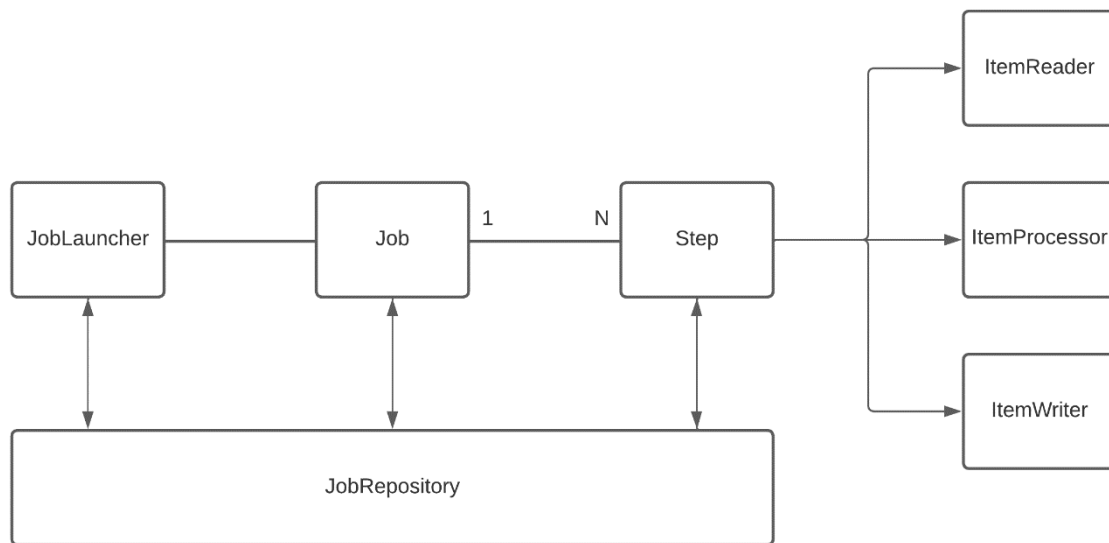 ItemReader
JobLauncher
Job
1
N
Step
ItemProcessor
ItemWriter
JobRepository